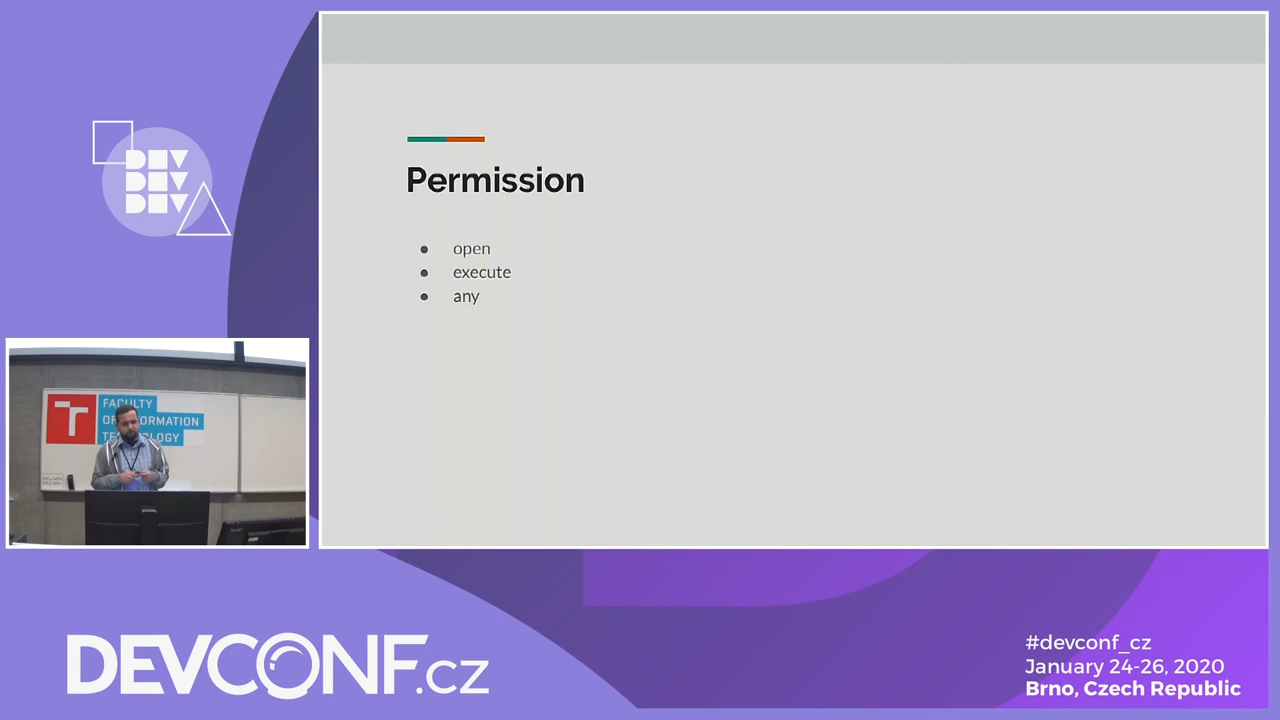 DEV
DEV
DEV
Permission
open
execute
any
FACULTY
OF INFORMATION
TECHNOLOGY
DEVCONF.cz
#devconf_cz
January 24-26, 2020
Brno, Czech Republic